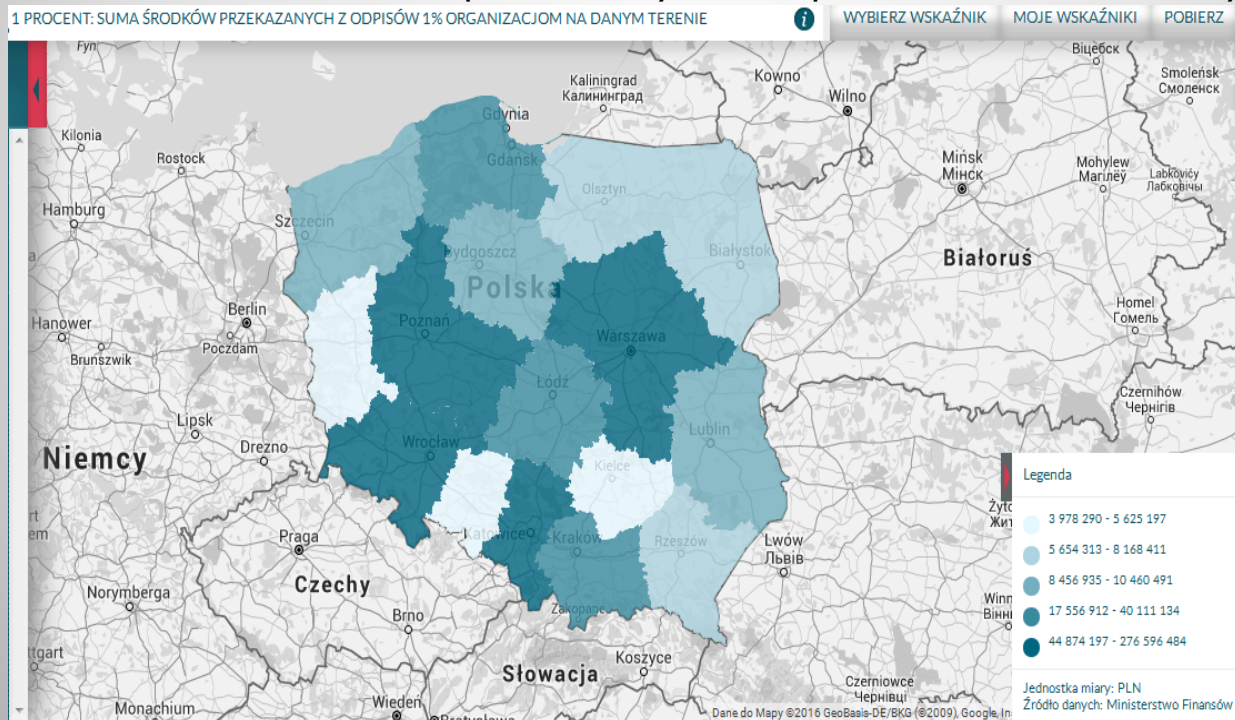 1 PROCENT: SUMA ŚRODKÓW PRZEKAZANYCH Z ODPISÓW 1% ORGANIZACJOM NA DANYM TERENIE
i
WYBIERZ WSKAŹNIK
MOJE WSKAŹNIKI
POBIERZ
Fyn
Kaliningrad
Калининград
Kowno
Wilno
Віцебск
Smoleńsk
Смоленск
Kilonia
Rostock
Gdynia
Gdańsk
Olsztyn
Mińsk
Мінск
Mohylew
Магілёў
Labkovičy
Лабковічы
Hamburg
Szczecin
Bydgoszcz
Białystok
Białoruś
Polska
Hanower
Berlin
Poczdam
Brunszwik
Poznań
Warszawa
Homel
Гомель
Łódź
Czernihów
Чернігів
Lipsk
Drezno
Wrocław
Lublin
Niemcy
Kielce
Legenda
3 978 290 - 5 625 197
5 654 313 - 8 168 411
8 456 935 - 10 460 491
17 556 912 - 40 111 134
44 874 197 - 276 596 484
Jednostka miary: PLN
Źródło danych: Ministerstwo Finansów
Praga
Katowice
Kraków
Rzeszów
Lwów
Львів
Norymberga
Czechy
Brno
Zakopane
Słowacja
Koszyce
Czerniowce
Чернівці
Monachium
Wiedeń
Bratysława
Dane do Mapy ©2016 GeoBasis-DE/BKG (©2009), Google,